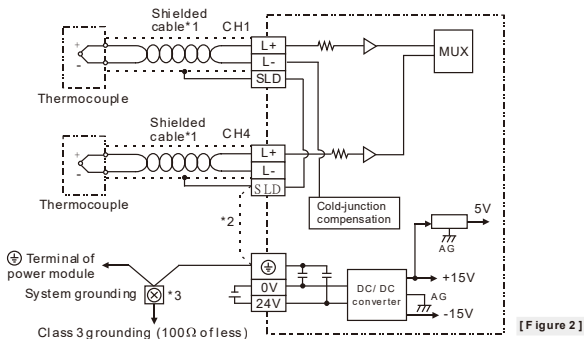 Shielded
cable*1
CH1
L+
L-
SLD
MUX
+
-
Thermocouple
Shielded
cable*1
CH4
L+
L-
SLD
+
-
Thermocouple
*2
Cold-junction
compensation
5V
AG
Terminal of
power module
System grounding
*3
0V
24V
DC/DC
converter
+15V
AG
-15V
Class 3 grounding (100Ω of less)
[Figure 2]